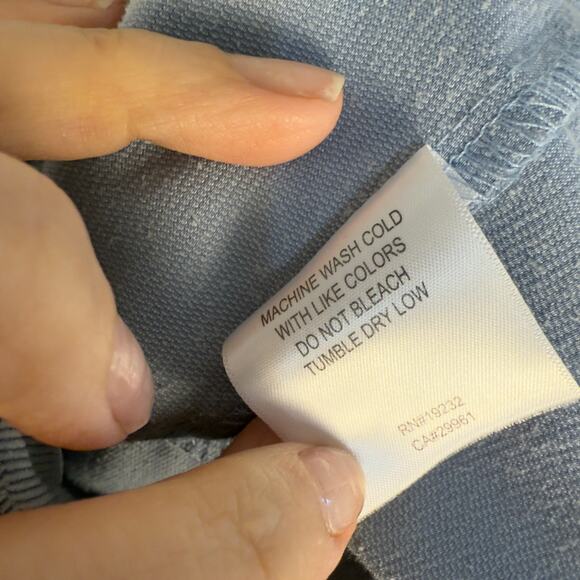 MACHINE WASH COLD
WITH LIKE COLORS
DO NOT BLEACH
TUMBLE DRY LOW
RN#19232
CA#29961